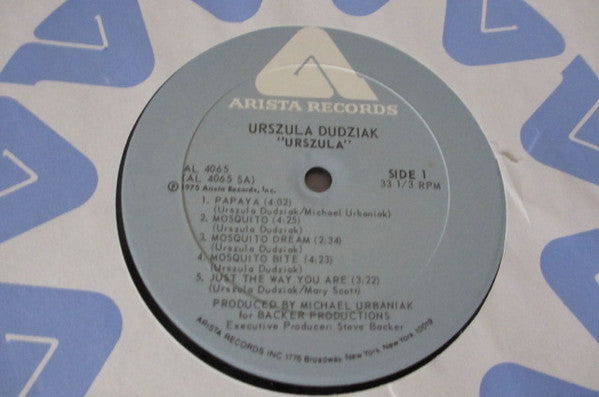 ARISTA RECORDS
URSZULA DUDZIAK
"URSZULA"
AL 4065
(AL 4065 SA)
℗ 1975 Arista Records, Inc.
SIDE 1
33 1/3 RPM
1. PAPAYA (4:02)
(Urszula Dudziak/Michael Urbaniak)
2. MOSQUITO (4:25)
(Urszula Dudziak)
3. MOSQUITO DREAM (2:34)
(Urszula Dudziak)
4. MOSQUITO BITE (4:23)
(Urszula Dudziak)
5. JUST THE WAY YOU ARE (3:22)
(Urszula Dudziak/Mary Scott)
PRODUCED BY MICHAEL URBANIAK
for BACKER PRODUCTIONS
Executive Producer: Steve Backer
ARISTA RECORDS INC 1776 Broadway, New York, New York 10019